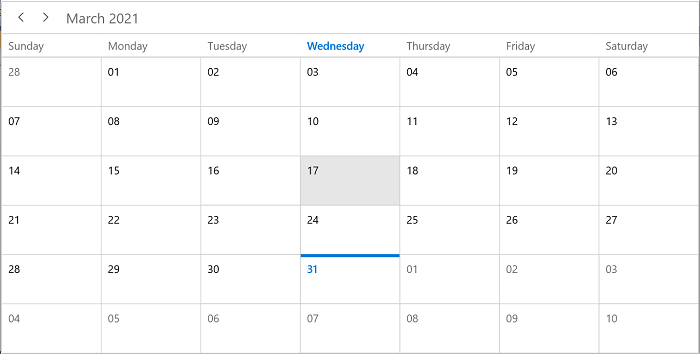 March 2021
Sunday Monday Tuesday Wednesday Thursday Friday Saturday
28 01 02 03 04 05 06
07 08 09 10 11 12 13
14 15 16 17 18 19 20
21 22 23 24 25 26 27
28 29 30 31 01 02 03
04 05 06 07 08 09 10